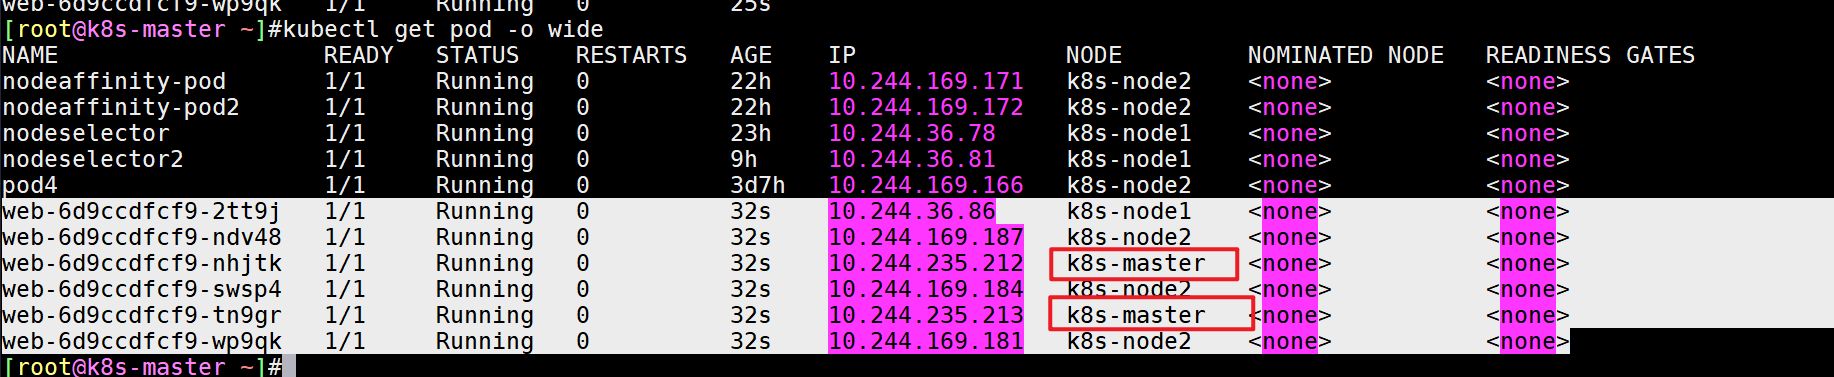 web-6d9ccdfcf9-wp9qk   1/1     Running   0          25s
[root@k8s-master ~]#kubectl get pod -o wide
NAME                   READY   STATUS    RESTARTS   AGE    IP               NODE         NOMINATED NODE   READINESS GATES
nodeaffinity-pod       1/1     Running   0          22h    10.244.169.171   k8s-node2    <none>           <none>
nodeaffinity-pod2      1/1     Running   0          22h    10.244.169.172   k8s-node2    <none>           <none>
nodeselector           1/1     Running   0          23h    10.244.36.78     k8s-node1    <none>           <none>
nodeselector2          1/1     Running   0          9h     10.244.36.81     k8s-node1    <none>           <none>
pod4                   1/1     Running   0          3d7h   10.244.169.166   k8s-node2    <none>           <none>
web-6d9ccdfcf9-2tt9j   1/1     Running   0          32s    10.244.36.86     k8s-node1    <none>           <none>
web-6d9ccdfcf9-ndv48   1/1     Running   0          32s    10.244.169.187   k8s-node2    <none>           <none>
web-6d9ccdfcf9-nhjtk   1/1     Running   0          32s    10.244.235.212   k8s-master   <none>           <none>
web-6d9ccdfcf9-swsp4   1/1     Running   0          32s    10.244.169.184   k8s-node2    <none>           <none>
web-6d9ccdfcf9-tn9gr   1/1     Running   0          32s    10.244.235.213   k8s-master   <none>           <none>
web-6d9ccdfcf9-wp9qk   1/1     Running   0          32s    10.244.169.181   k8s-node2    <none>           <none>
[root@k8s-master ~]#